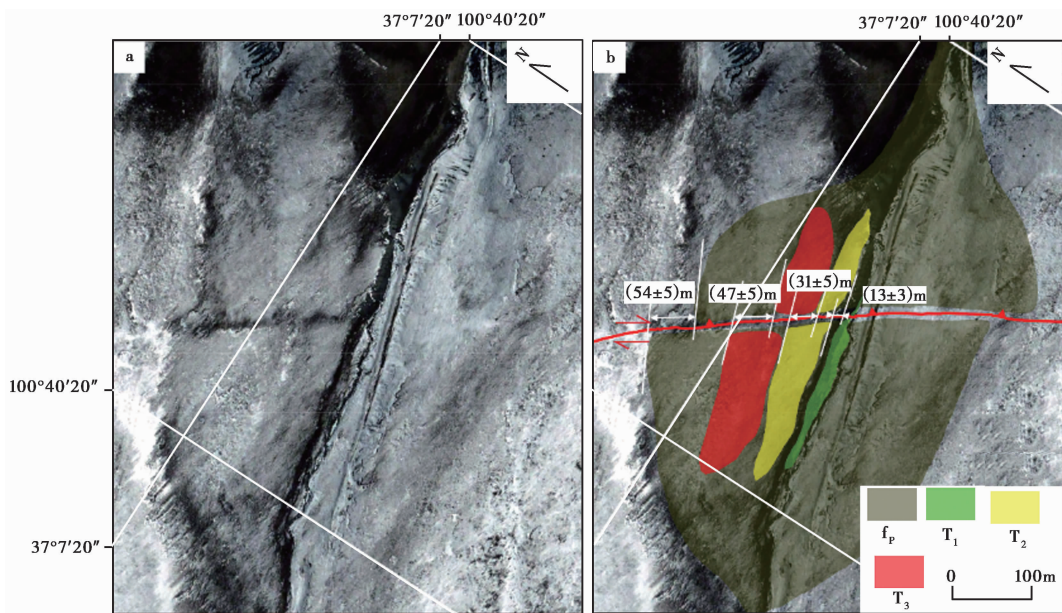 37°7′20″ 100°40′20″
37°7′20″ 100°40′20″
a
N
b
N
(54±5)m
(47±5)m
(31±5)m
(13±3)m
100°40′20″
37°7′20″
fₚ
T₁
T₂
T₃
0
100m